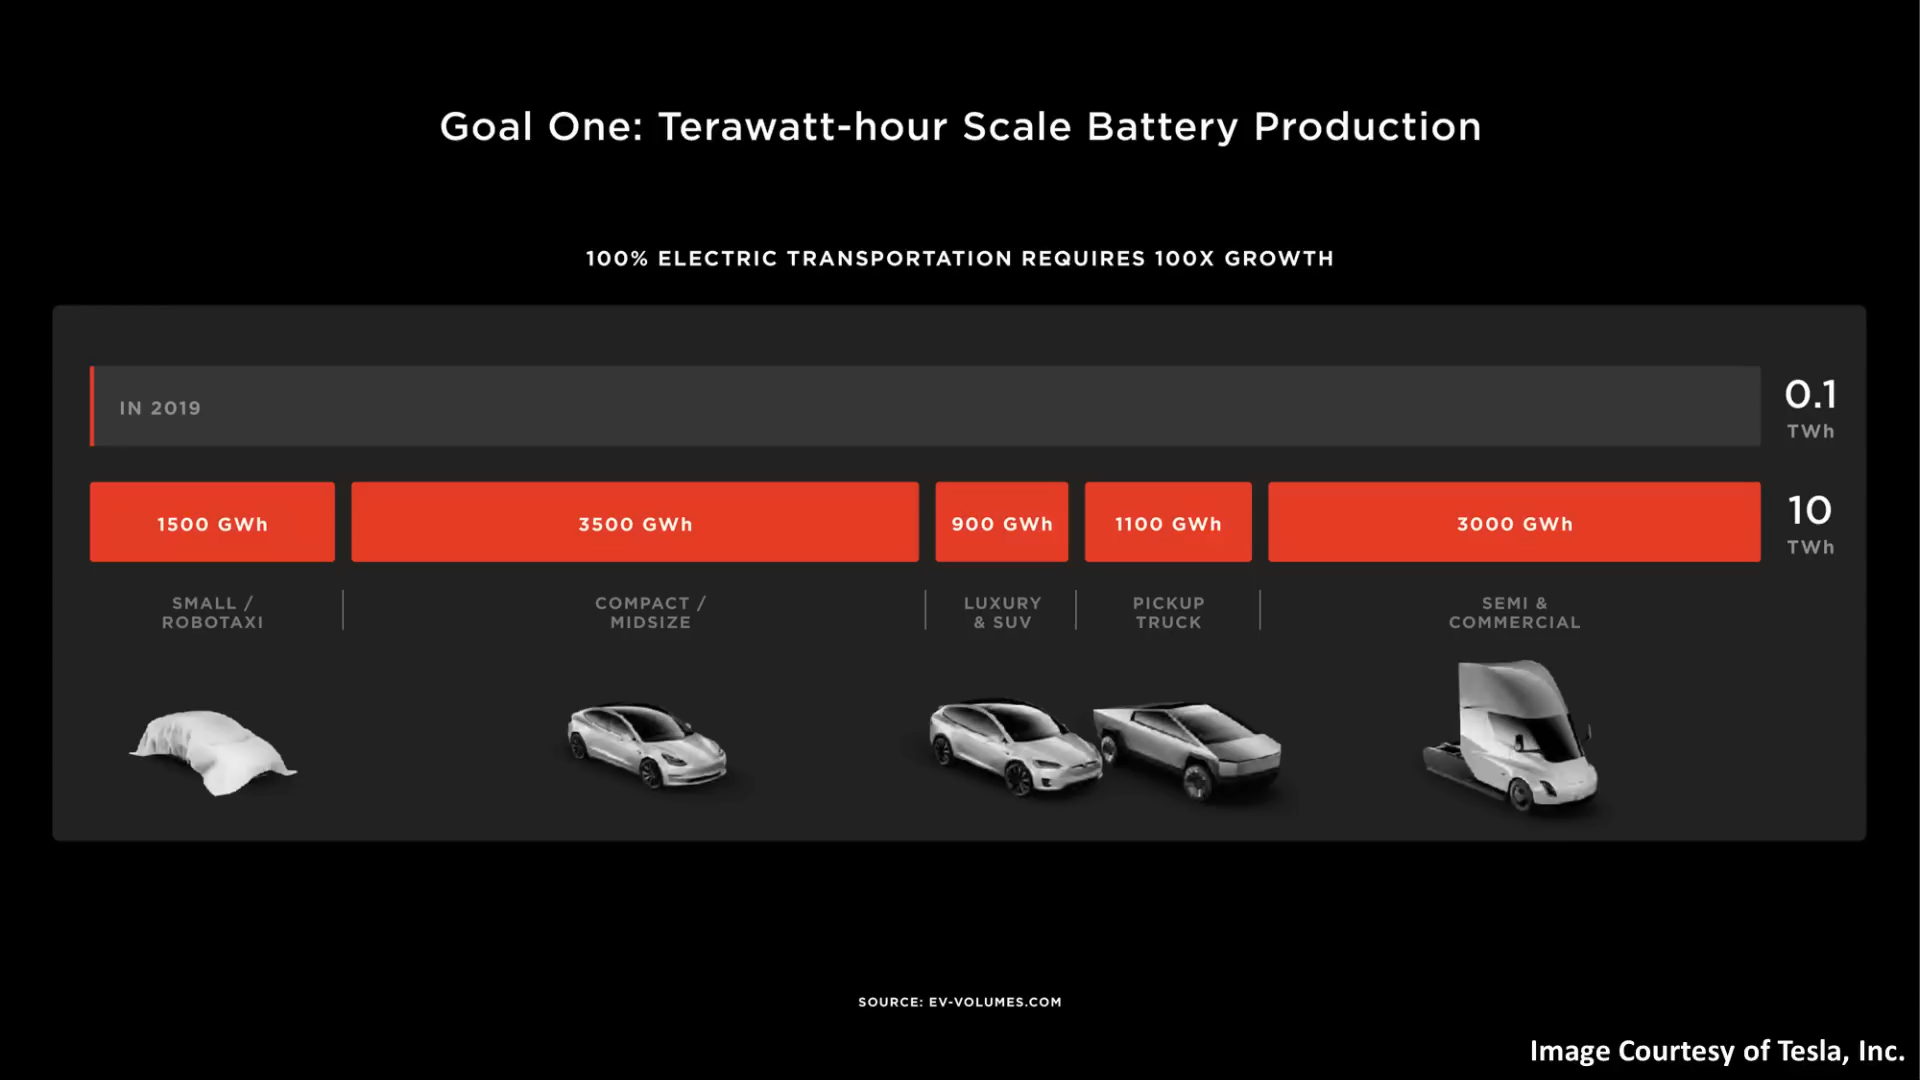 Goal One: Terawatt-hour Scale Battery Production
100% ELECTRIC TRANSPORTATION REQUIRES 100X GROWTH
IN 2019
0.1
TWh
1500 GWh
3500 GWh
900 GWh
1100 GWh
3000 GWh
10
TWh
SMALL /
ROBOTAXI
COMPACT /
MIDSIZE
LUXURY
& SUV
PICKUP
TRUCK
SEMI &
COMMERCIAL
SOURCE: EV-VOLUMES.COM
Image Courtesy of Tesla, Inc.